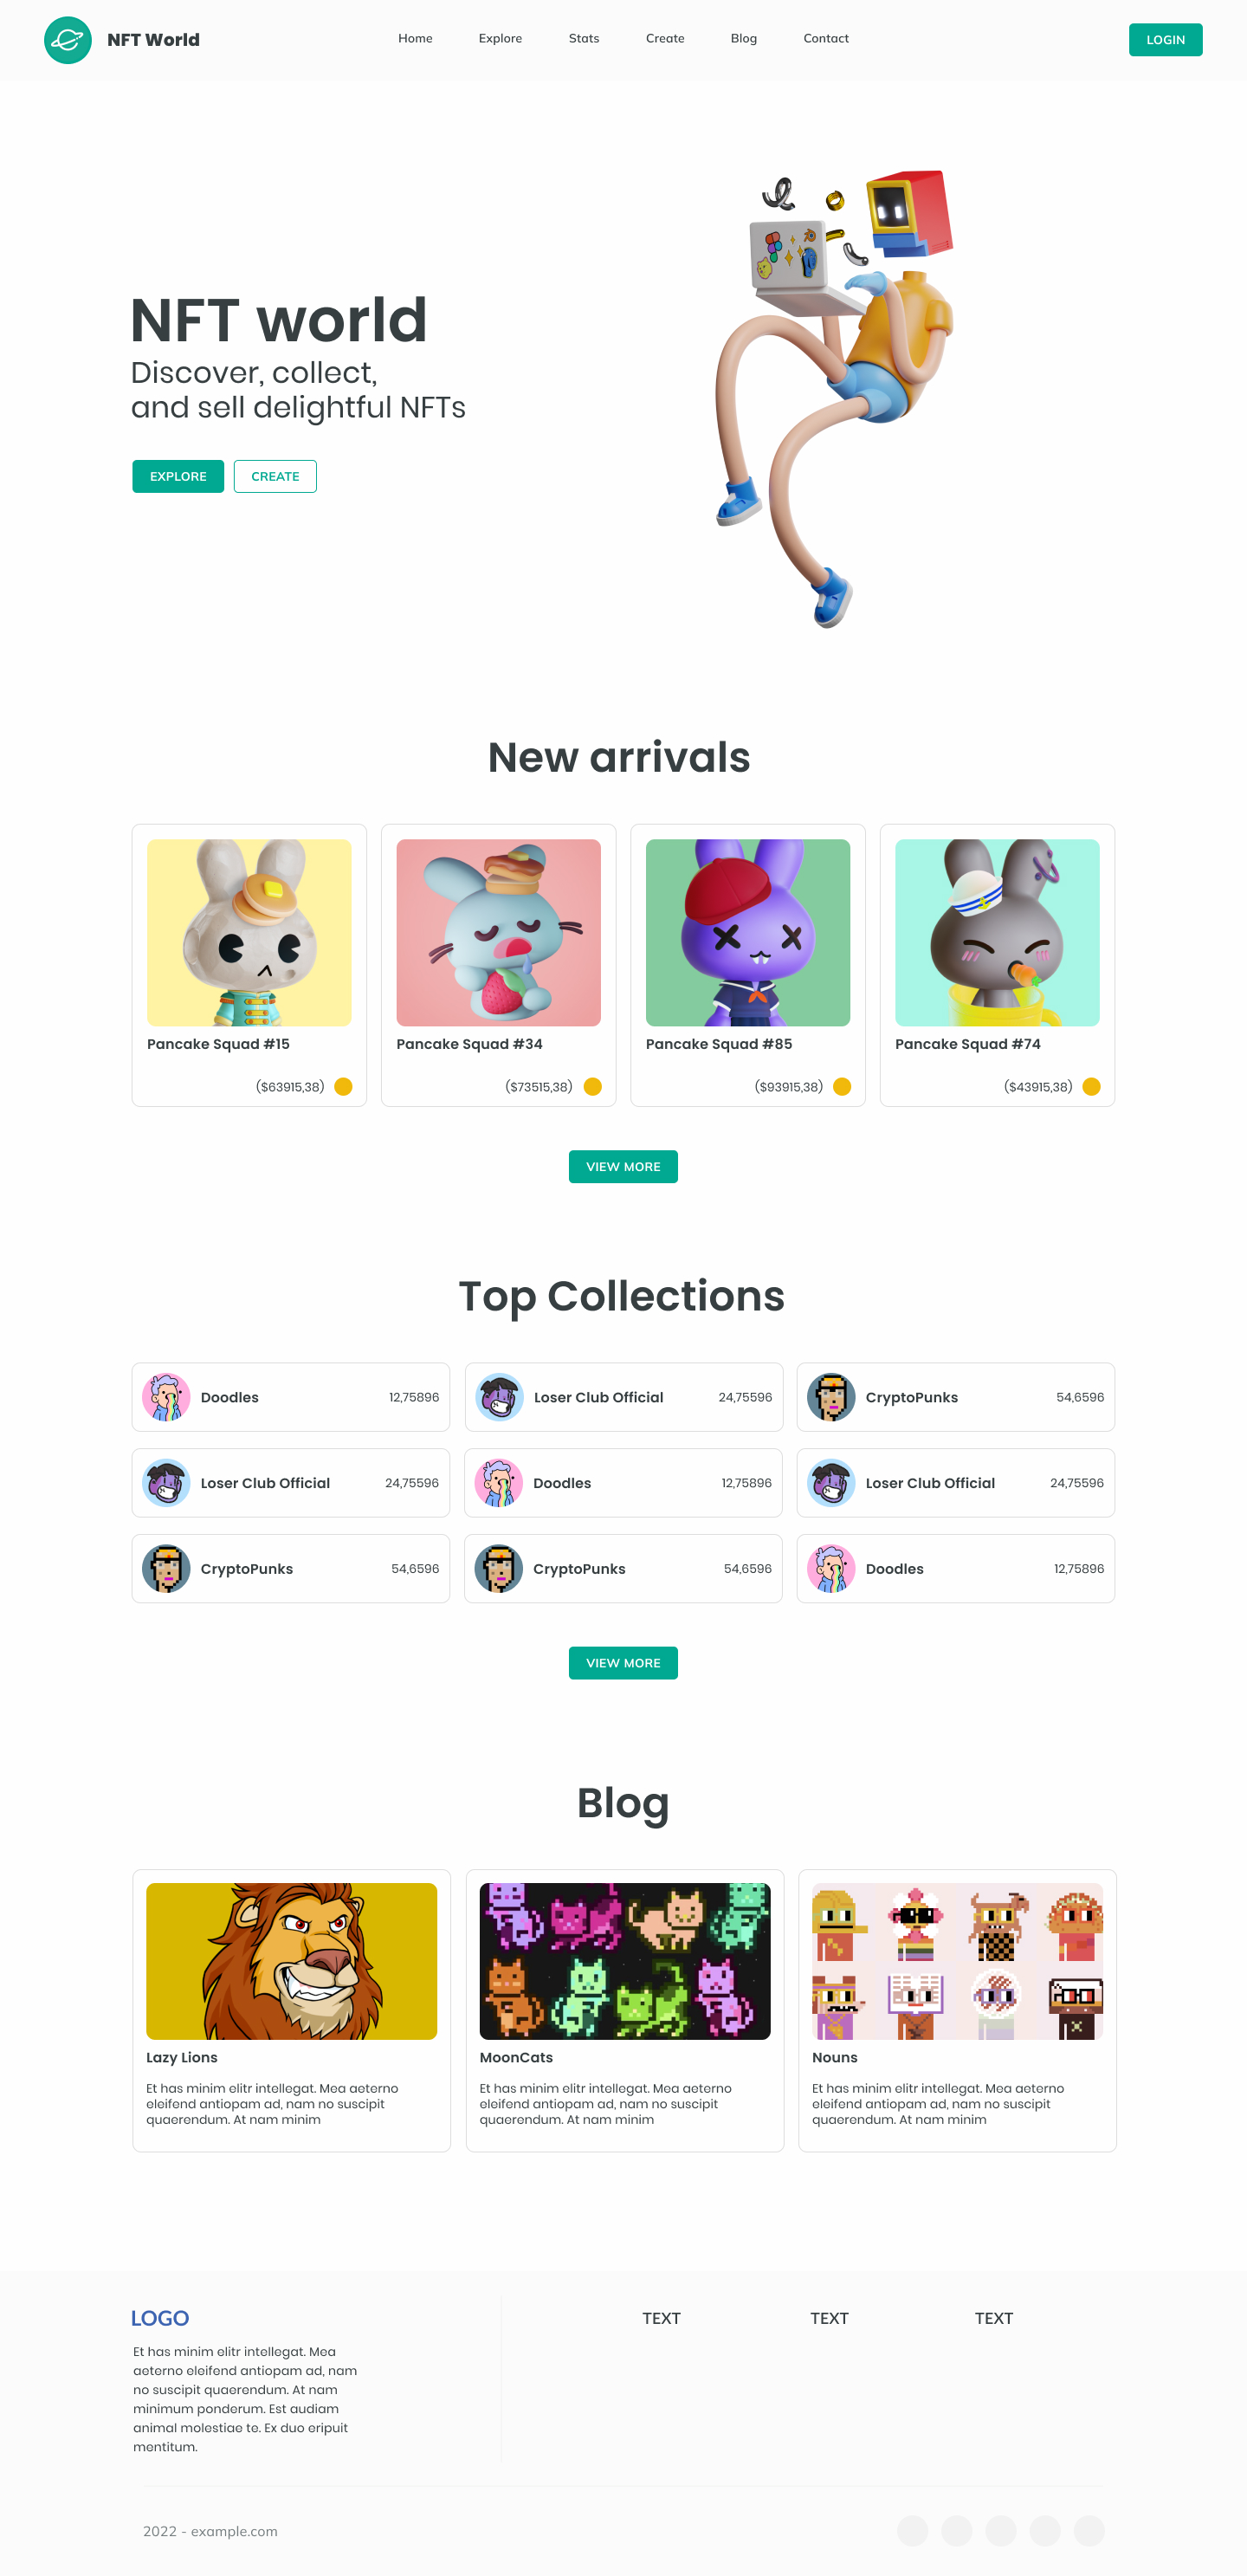 NFT World
Home Explore Stats Create Blog Contact
LOGIN
NFT world
Discover, collect,
and sell delightful NFTs
EXPLORE CREATE
New arrivals
Pancake Squad #15
($63915,38)
Pancake Squad #34
($73515,38)
Pancake Squad #85
($93915,38)
Pancake Squad #74
($43915,38)
VIEW MORE
Top Collections
Doodles 12,75896
Loser Club Official 24,75596
CryptoPunks 54,6596
Loser Club Official 24,75596
Doodles 12,75896
Loser Club Official 24,75596
CryptoPunks 54,6596
CryptoPunks 54,6596
Doodles 12,75896
VIEW MORE
Blog
Lazy Lions
Et has minim elitr intellegat. Mea aeterno
eleifend antiopam ad, nam no suscipit
quaerendum. At nam minim
MoonCats
Et has minim elitr intellegat. Mea aeterno
eleifend antiopam ad, nam no suscipit
quaerendum. At nam minim
Nouns
Et has minim elitr intellegat. Mea aeterno
eleifend antiopam ad, nam no suscipit
quaerendum. At nam minim
LOGO
Et has minim elitr intellegat. Mea
aeterno eleifend antiopam ad, nam
no suscipit quaerendum. At nam
minimum ponderum. Est audiam
animal molestiae te. Ex duo eripuit
mentitum.
TEXT TEXT TEXT
2022 - example.com